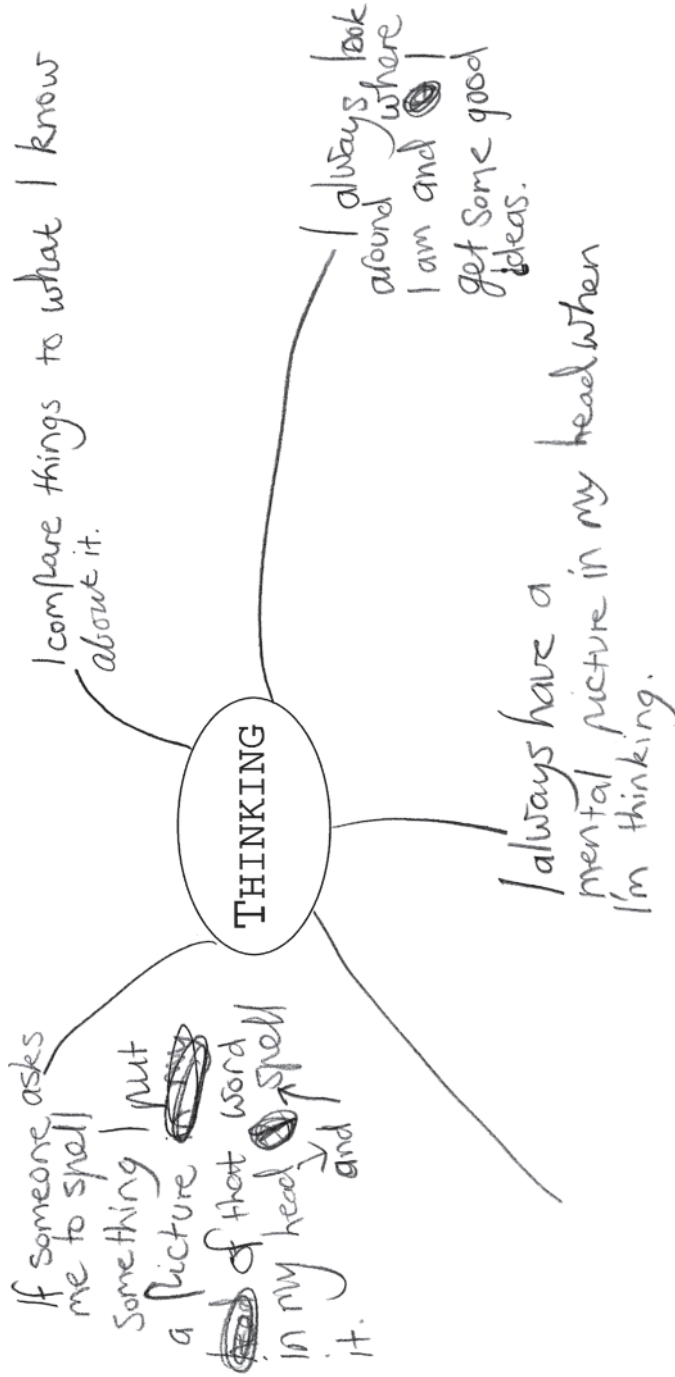 If someone asks
me to spell
something I put
a picture
of that word
in my head and I spell
it.
I compare things to what I know
about it.
THINKING
I always look
around where
I am and I
get some good
ideas.
I always have a
mental picture in my head when
I'm thinking.